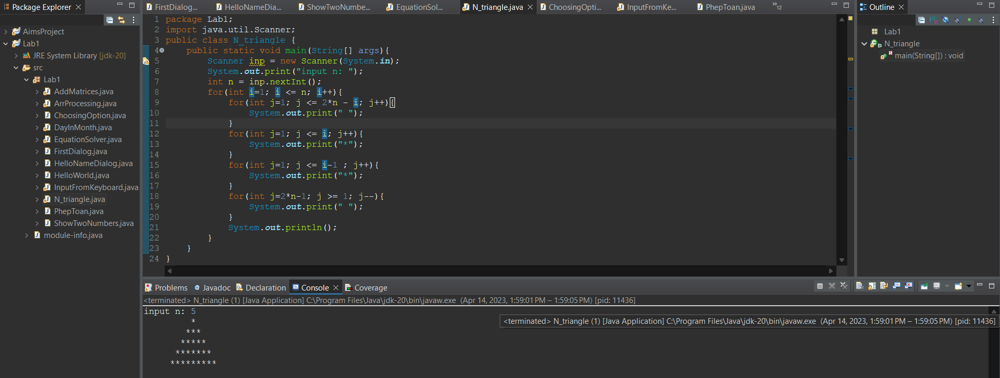 Package Explorer
AimsProject
Lab1
JRE System Library [jdk-20]
src
Lab1
AddMatrices.java
ArrProcessing.java
ChoosingOption.java
DayInMonth.java
EquationSolver.java
FirstDialog.java
HelloNameDialog.java
HelloWorld.java
InputFromKeyboard.java
N_triangle.java
PhepToan.java
ShowTwoNumbers.java
module-info.java
FirstDialog... HelloNameDia... ShowTwoNumbe... EquationSol... N_triangle.java ChoosingOpti... InputFromKe... PhepToan.java »12
1 package Lab1;
2 import java.util.Scanner;
3 public class N_triangle {
4 public static void main(String[] args){
5 Scanner inp = new Scanner(System.in);
6 System.out.print("input n: ");
7 int n = inp.nextInt();
8 for(int i=1; i <= n; i++){
9 for(int j=1; j <= 2*n - i; j++){
10 System.out.print(" ");
11 }
12 for(int j=1; j <= i; j++){
13 System.out.print("*");
14 }
15 for(int j=1; j <= i-1 ; j++){
16 System.out.print("*");
17 }
18 for(int j=2*n-1; j >= 1; j--){
19 System.out.print(" ");
20 }
21 System.out.println();
22 }
23 }
24 }
Outline
Lab1
N_triangle
main(String[]) : void
Problems @ Javadoc Declaration Console Coverage
<terminated> N_triangle (1) [Java Application] C:\Program Files\Java\jdk-20\bin\javaw.exe (Apr 14, 2023, 1:59:01 PM – 1:59:05 PM) [pid: 11436]
input n: 5
*
***
*****
*******
*********
<terminated> N_triangle (1) [Java Application] C:\Program Files\Java\jdk-20\bin\javaw.exe (Apr 14, 2023, 1:59:01 PM – 1:59:05 PM) [pid: 11436]